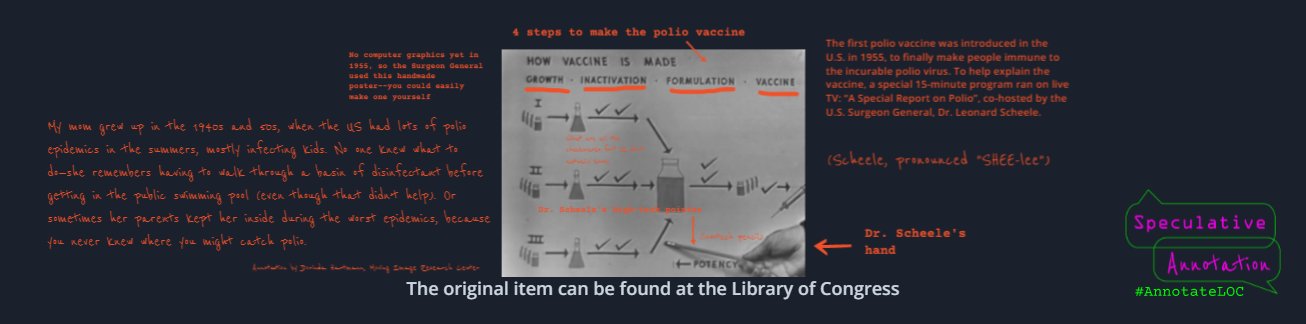 4 steps to make the polio vaccine
No computer graphics yet in
1955, so the Surgeon General
used this handmade
poster--you could easily
make one yourself
My mom grew up in the 1940s and 50s, when the US had lots of polio
epidemics in the summers, mostly infecting kids. No one knew what to
do—she remembers having to walk through a basin of disinfectant before
getting in the public swimming pool (even though that didnt help). Or
sometimes her parents kept her inside during the worst epidemics, because
you never knew where you might catch polio.
Moving Image Research Center
HOW VACCINE IS MADE
GROWTH - INACTIVATION - FORMULATION - VACCINE
I
II
Dr. Scheele's
III
POTENCY
The first polio vaccine was introduced in the
U.S. in 1955, to finally make people immune to
the incurable polio virus. To help explain the
vaccine, a special 15-minute program ran on live
TV: "A Special Report on Polio", co-hosted by the
U.S. Surgeon General, Dr. Leonard Scheele.
(Scheele, pronounced "SHEE-lee")
Dr. Scheele's
hand
Speculative
Annotation
#AnnotateLOC
The original item can be found at the Library of Congress